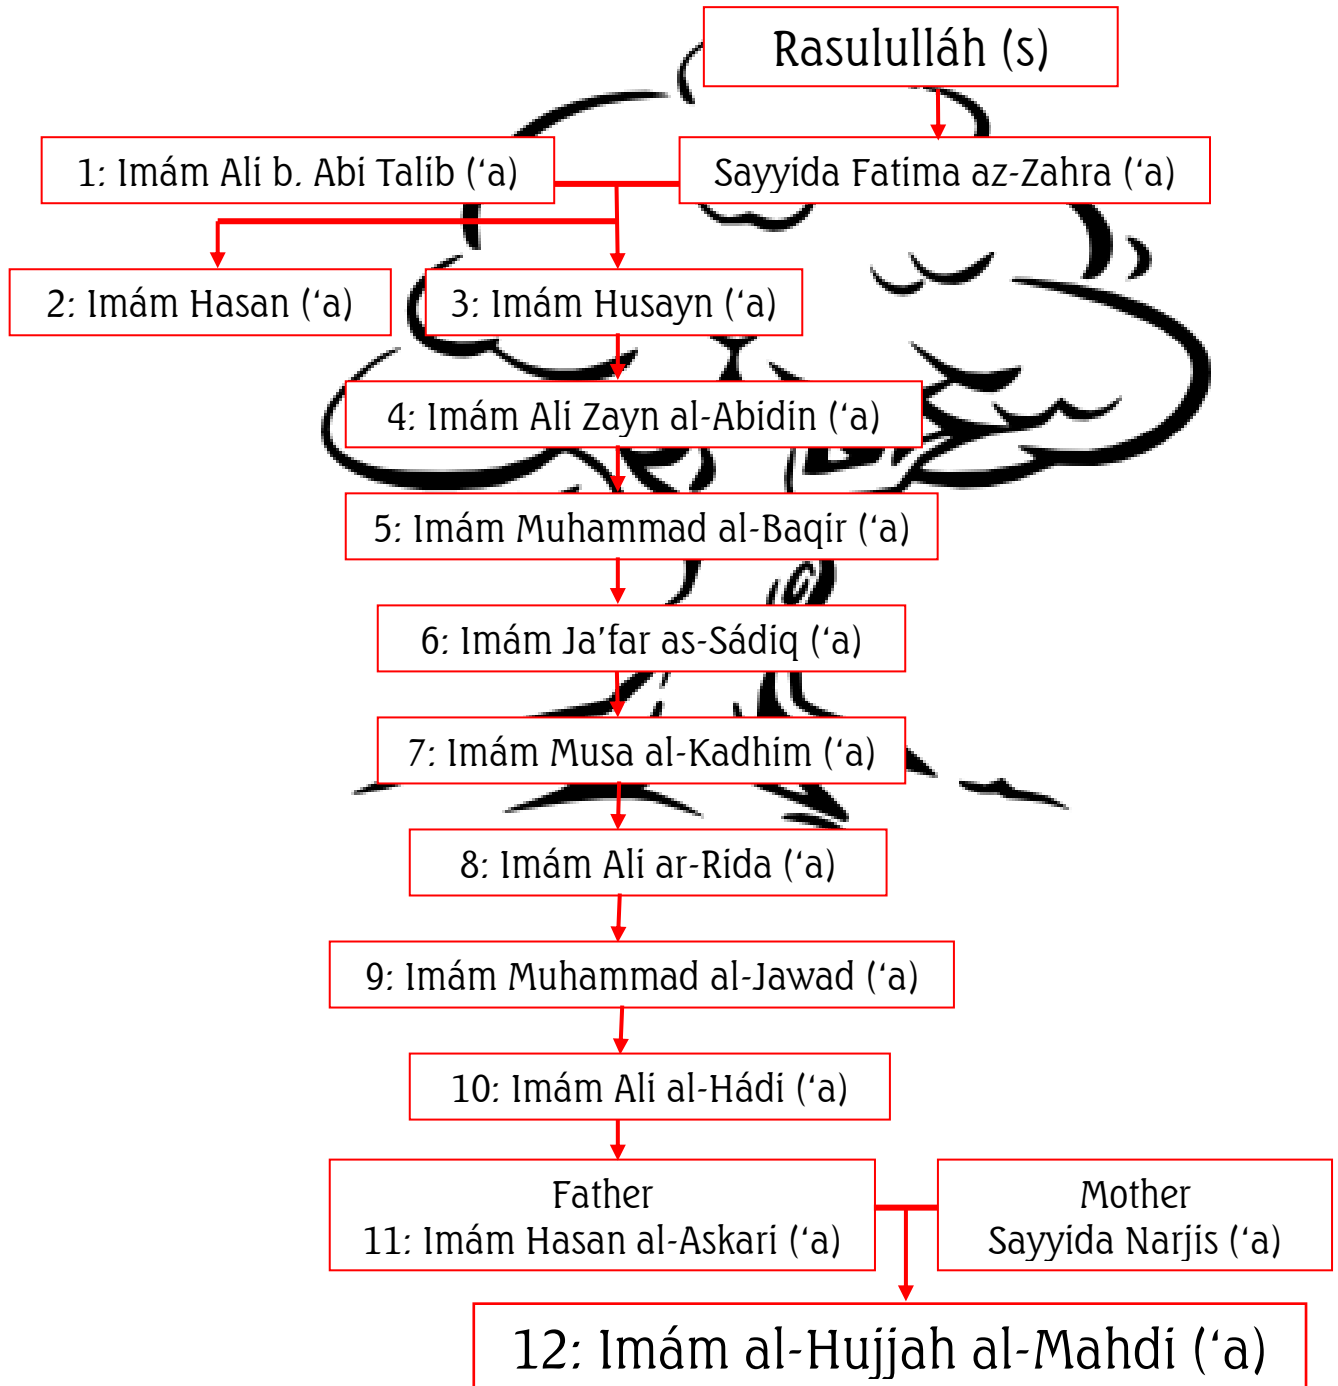 Rasululláh (s)
1: Imám Ali b. Abi Talib (‘a)
Sayyida Fatima az-Zahra (‘a)
2: Imám Hasan (‘a)
3: Imám Husayn (‘a)
4: Imám Ali Zayn al-Abidin (‘a)
5: Imám Muhammad al-Baqir (‘a)
6: Imám Ja’far as-Sádiq (‘a)
7: Imám Musa al-Kadhim (‘a)
8: Imám Ali ar-Rida (‘a)
9: Imám Muhammad al-Jawad (‘a)
10: Imám Ali al-Hádi (‘a)
Father
11: Imám Hasan al-Askari (‘a)
Mother
Sayyida Narjis (‘a)
12: Imám al-Hujjah al-Mahdi (‘a)